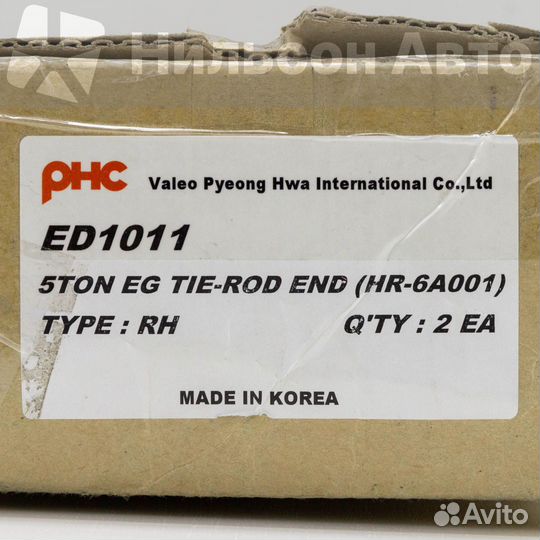 Нильсон Авто
PHC Valeo Pyeong Hwa International Co.,Ltd
ED1011
5TON EG TIE-ROD END (HR-6A001)
TYPE : RH Q'TY : 2 EA
MADE IN KOREA
Avito